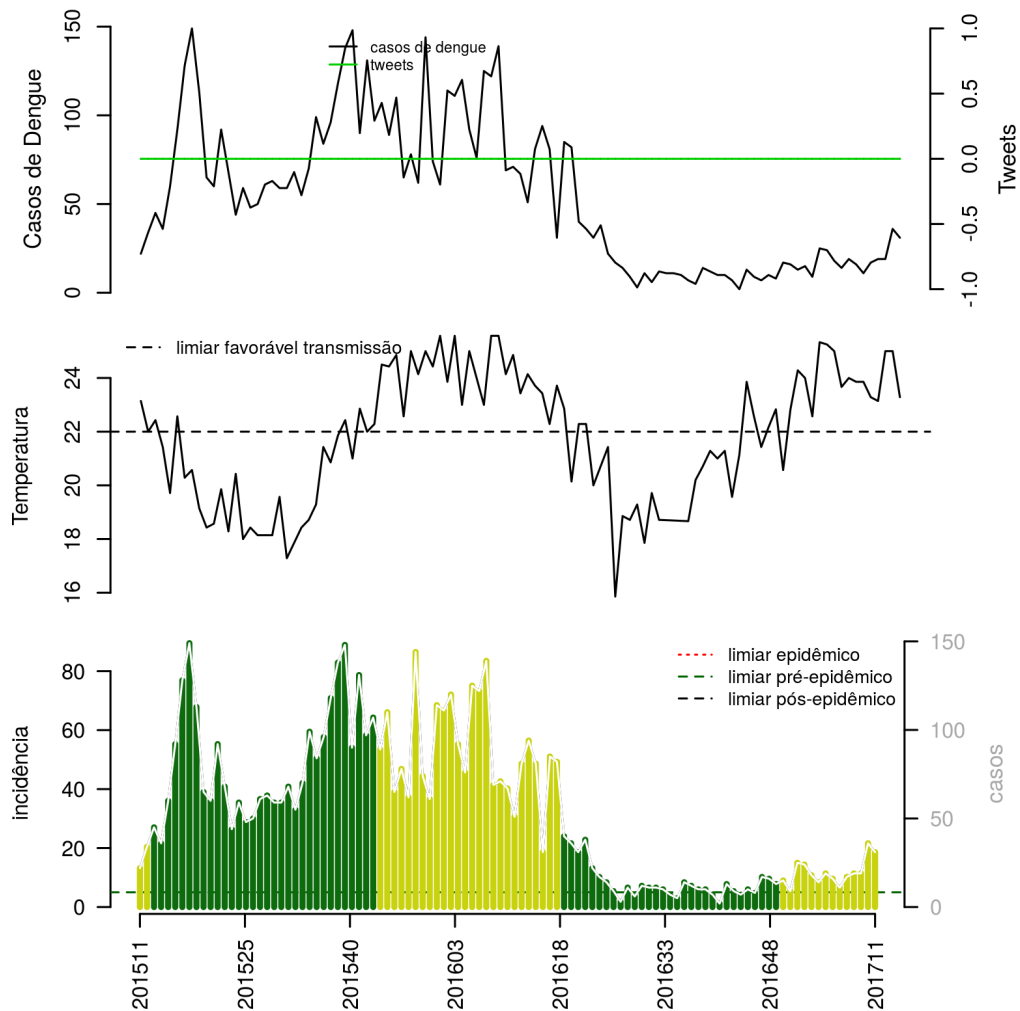 Casos de Dengue
150
100
50
0
casos de dengue
tweets
1.0
0.5
0.0
-0.5
-1.0
Tweets
Temperatura
24
22
20
18
16
limiar favorável transmissão
incidência
80
60
40
20
0
limiar epidêmico
limiar pré-epidêmico
limiar pós-epidêmico
150
100
50
0
casos
201511
201525
201540
201603
201618
201633
201648
201711